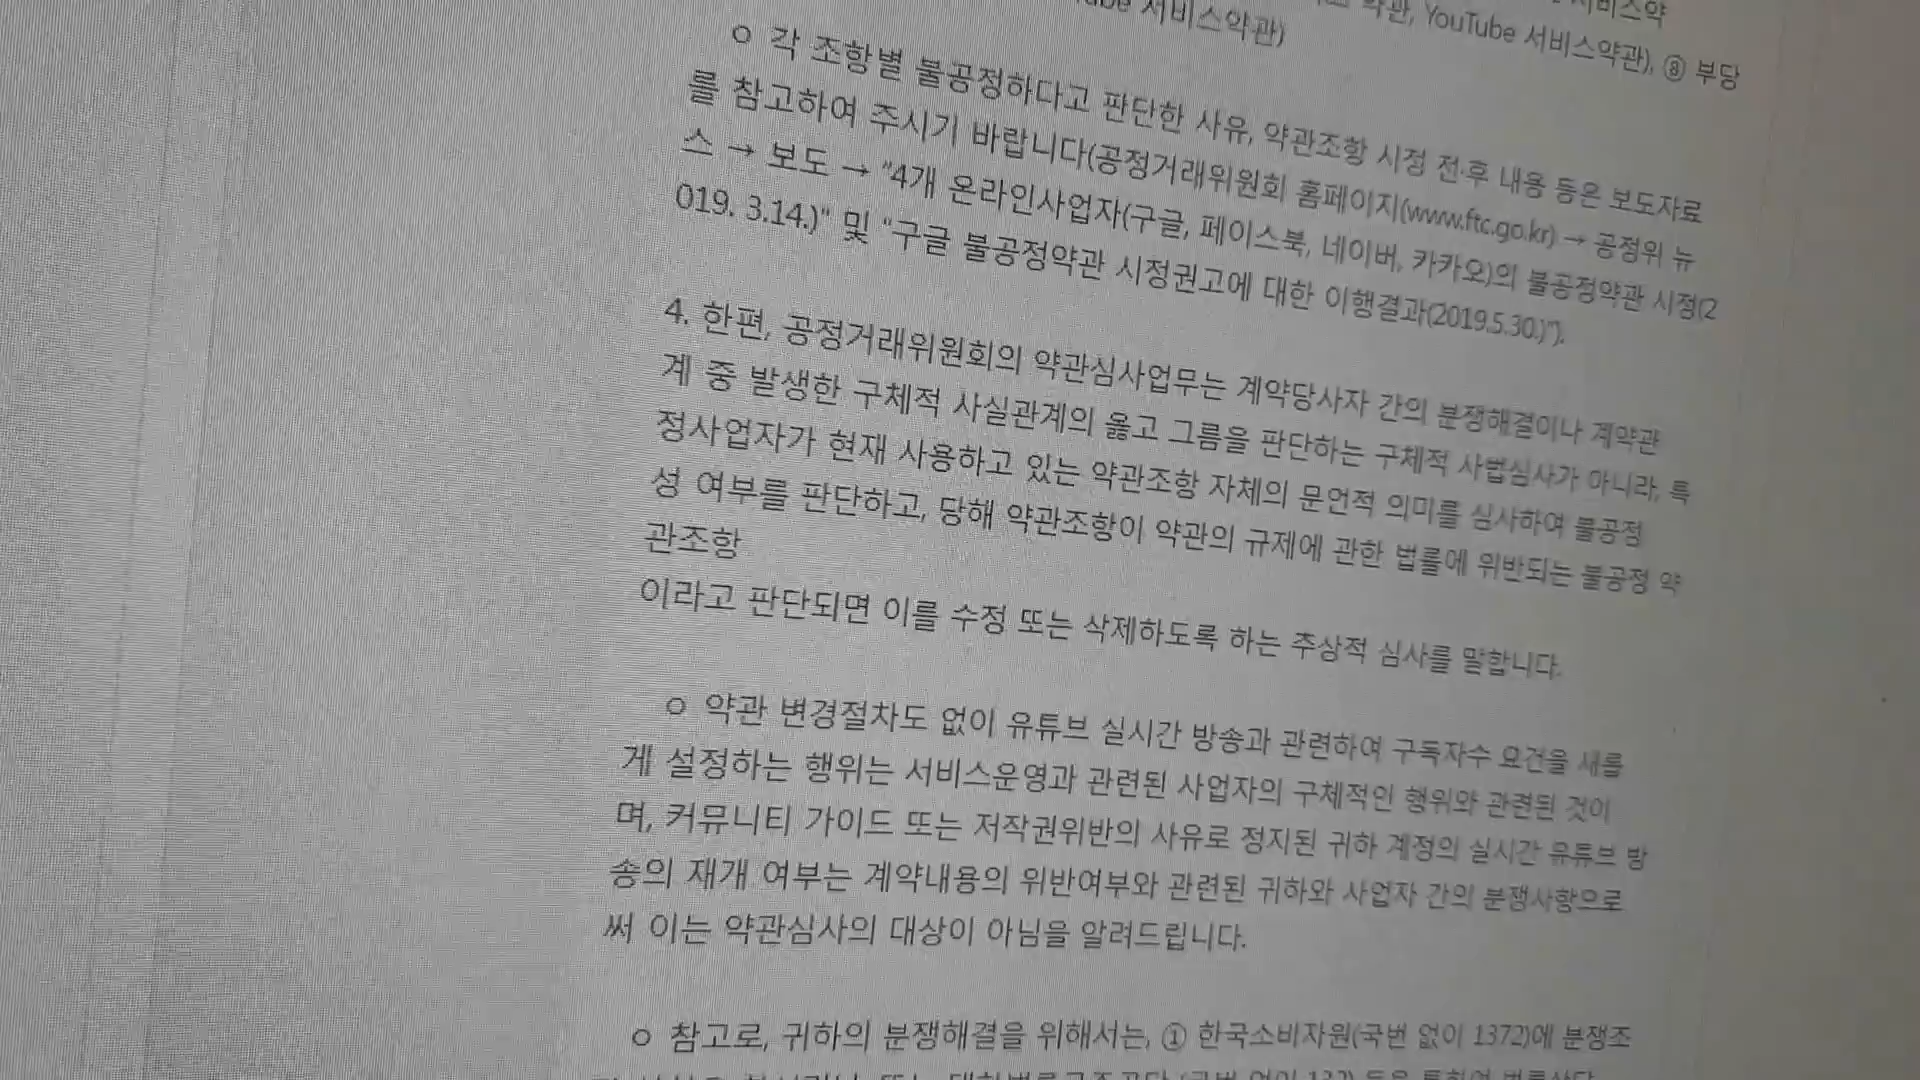 약관, YouTube 서비스약관), ⑧ 부당
서비스약관)
ㅇ 각 조항별 불공정하다고 판단한 사유, 약관조항 시정 전·후 내용 등은 보도자료
를 참고하여 주시기 바랍니다(공정거래위원회 홈페이지(www.ftc.go.kr) → 공정위 뉴
스 → 보도 → "4개 온라인사업자(구글, 페이스북, 네이버, 카카오)의 불공정약관 시정(2
019. 3.14.)" 및 "구글 불공정약관 시정권고에 대한 이행결과(2019.5.30.)").
4. 한편, 공정거래위원회의 약관심사업무는 계약당사자 간의 분쟁해결이나 계약관
계 중 발생한 구체적 사실관계의 옳고 그름을 판단하는 구체적 사법심사가 아니라, 특
정사업자가 현재 사용하고 있는 약관조항 자체의 문언적 의미를 심사하여 불공정
성 여부를 판단하고, 당해 약관조항이 약관의 규제에 관한 법률에 위반되는 불공정 약
관조항
이라고 판단되면 이를 수정 또는 삭제하도록 하는 추상적 심사를 말합니다.
ㅇ 약관 변경절차도 없이 유튜브 실시간 방송과 관련하여 구독자수 요건을 새롭
게 설정하는 행위는 서비스운영과 관련된 사업자의 구체적인 행위와 관련된 것이
며, 커뮤니티 가이드 또는 저작권위반의 사유로 정지된 귀하 계정의 실시간 유튜브 방
송의 재개 여부는 계약내용의 위반여부와 관련된 귀하와 사업자 간의 분쟁사항으로
써 이는 약관심사의 대상이 아님을 알려드립니다.
ㅇ 참고로, 귀하의 분쟁해결을 위해서는, ① 한국소비자원(국번 없이 1372)에 분쟁조